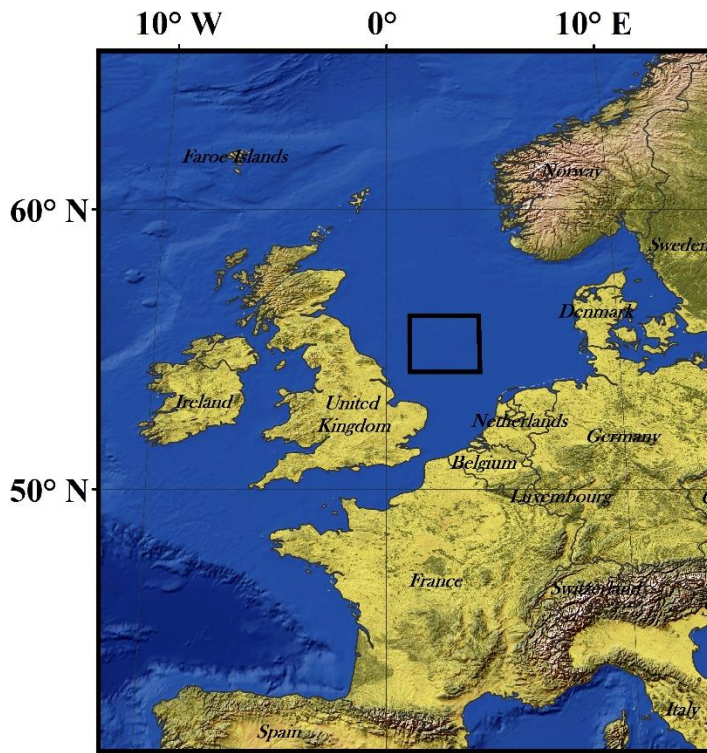 10° W 0° 10° E
Faroe Islands
Norway
60° N
Sweden
Denmark
Ireland
United
Kingdom
Netherlands
Germany
Belgium
50° N
Luxembourg
France
Switzerland
Italy
Spain